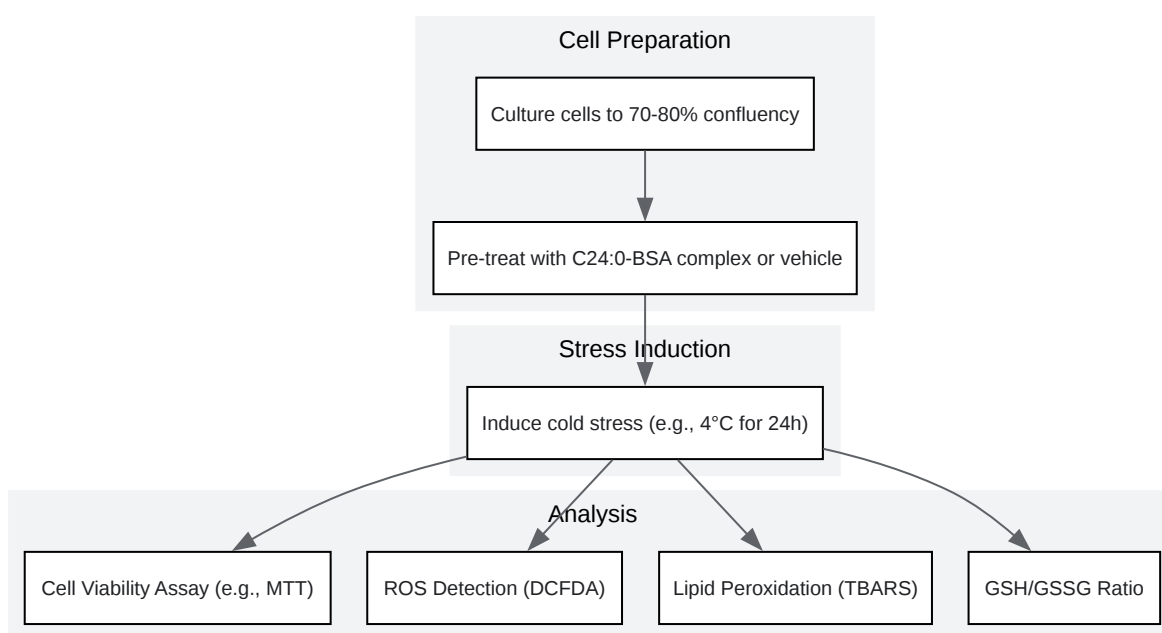 Cell Preparation
Culture cells to 70-80% confluency
Pre-treat with C24:0-BSA complex or vehicle
Stress Induction
Induce cold stress (e.g., 4°C for 24h)
Analysis
Cell Viability Assay (e.g., MTT)
ROS Detection (DCFDA)
Lipid Peroxidation (TBARS)
GSH/GSSG Ratio